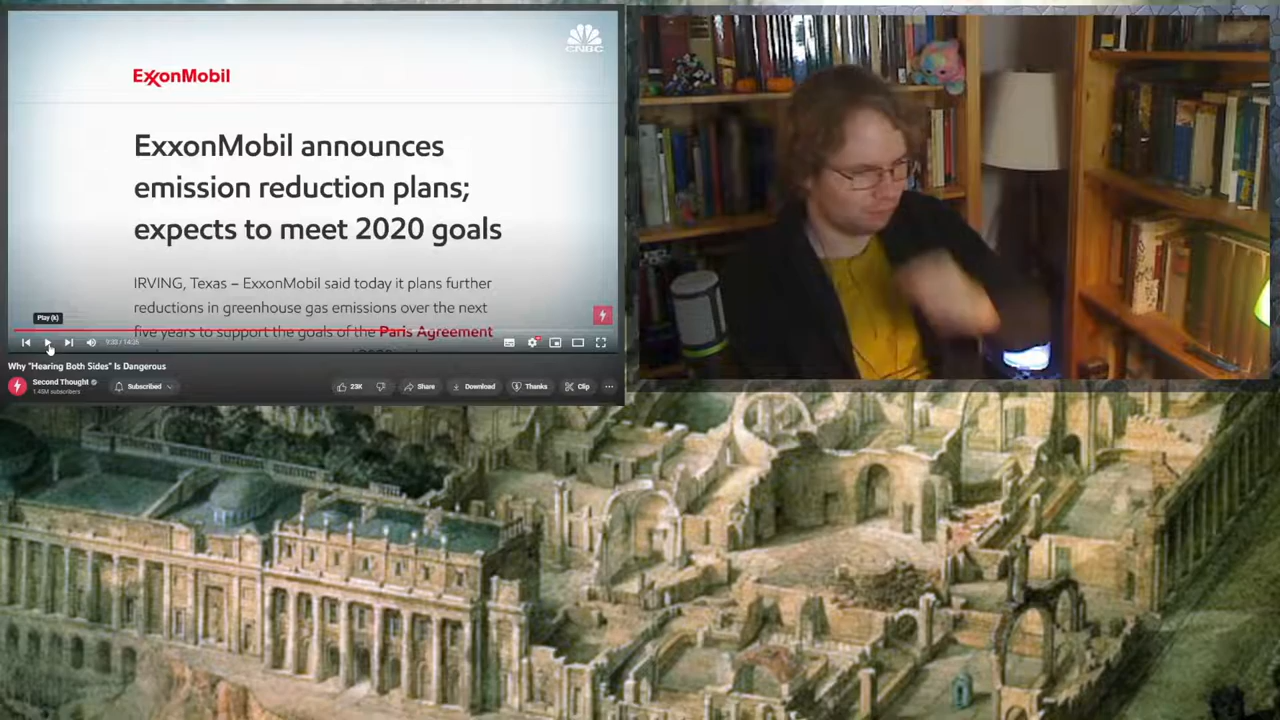 CNBC
ExxonMobil
ExxonMobil announces
emission reduction plans;
expects to meet 2020 goals
IRVING, Texas – ExxonMobil said today it plans further
reductions in greenhouse gas emissions over the next
five years to support the goals of the Paris Agreement
Play (k)
Why "Hearing Both Sides" Is Dangerous
Second Thought
Subscribed
23K
Share
Download
Thanks
Clip